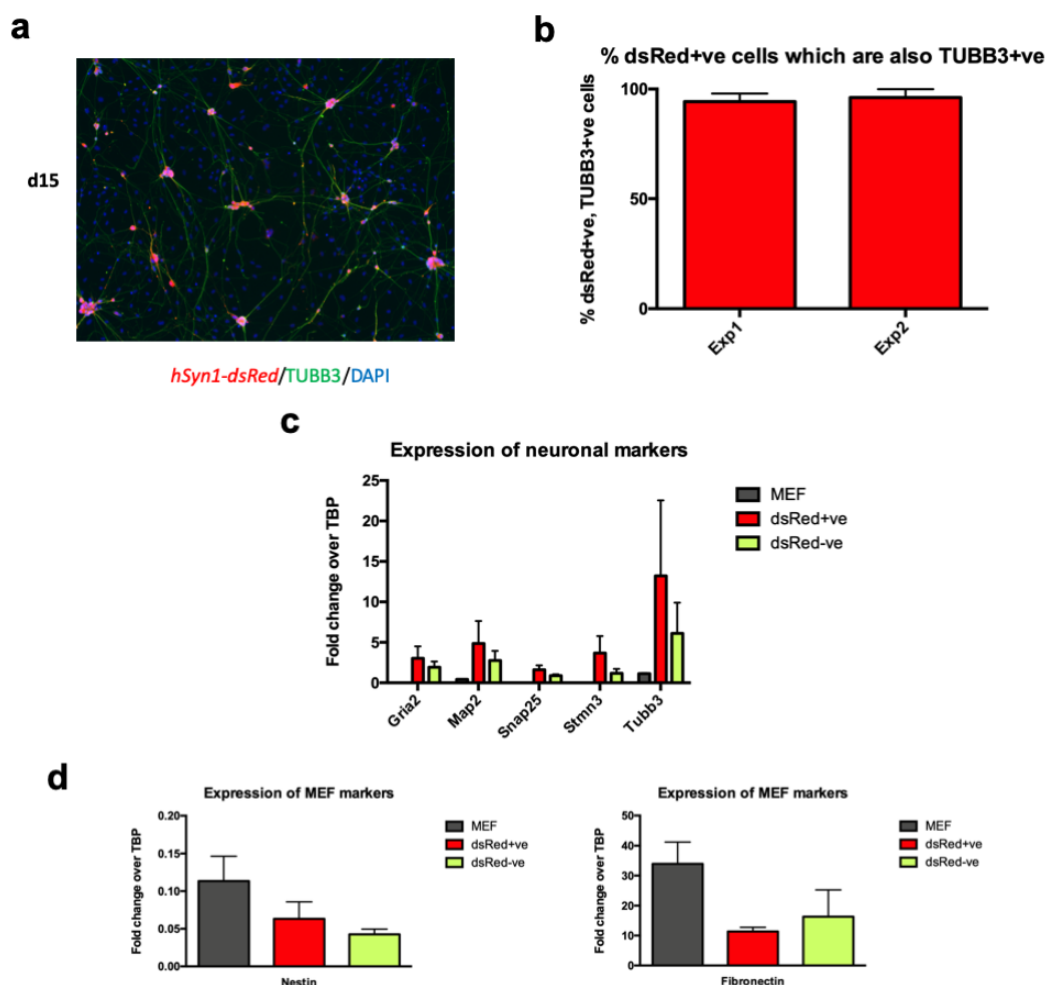 a
d15
hSyn1-dsRed/TUBB3/DAPI
b
% dsRed+ve cells which are also TUBB3+ve
% dsRed+ve, TUBB3+ve cells
100
50
0
Exp1
Exp2
c
Expression of neuronal markers
Fold change over TBP
25
20
15
10
5
0
Gria2
Map2
Snap25
Stmn3
Tubb3
MEF
dsRed+ve
dsRed-ve
d
Expression of MEF markers
Fold change over TBP
0.20
0.15
0.10
0.05
0.00
Nestin
MEF
dsRed+ve
dsRed-ve
Expression of MEF markers
Fold change over TBP
50
40
30
20
10
0
Fibronectin
MEF
dsRed+ve
dsRed-ve